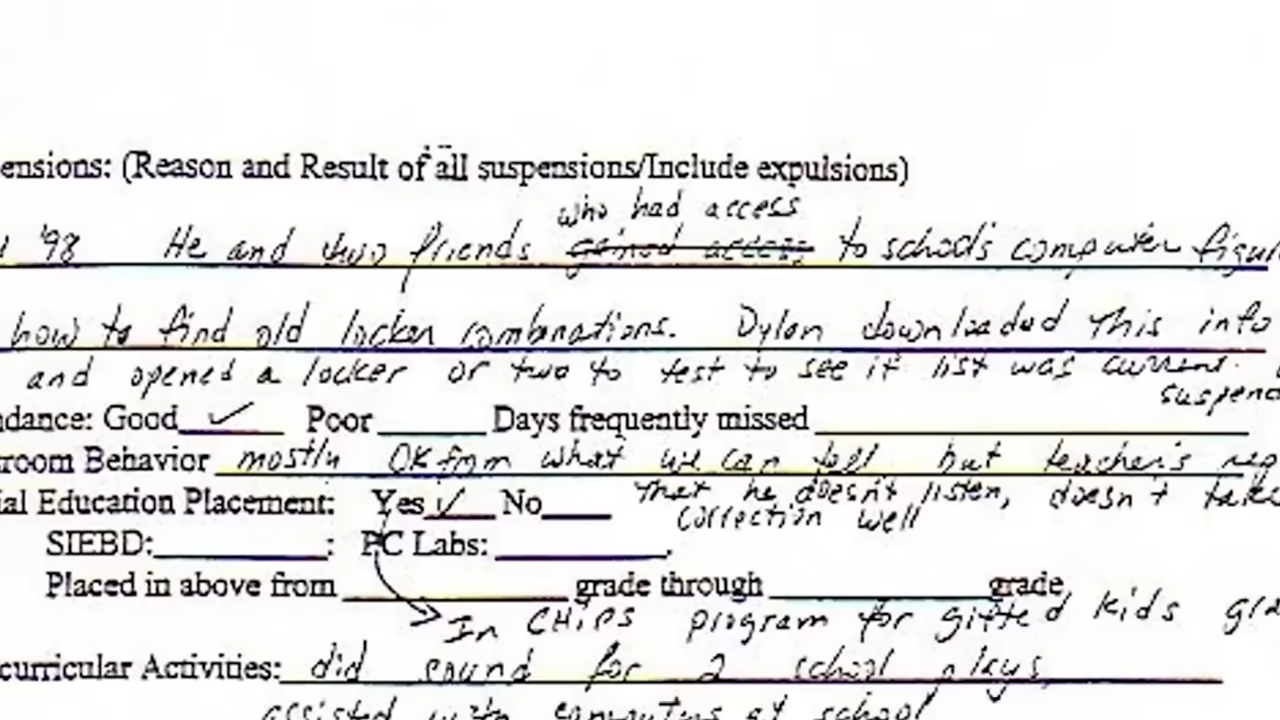 ensions: (Reason and Result of all suspensions/Include expulsions)
who had access
'98 He and two friends gained access to school's computer figur
how to find old locker combinations. Dylan downloaded this info
and opened a locker or two to test to see if list was current.
suspend
ndance: Good ✓ Poor Days frequently missed
room Behavior mostly OK from what we can tell but teacher's rep
that he doesn't listen, doesn't take
correction well
ial Education Placement: Yes ✓ No
SIEBD: : PC Labs: .
Placed in above from grade through grade
In CHIPS program for gifted kids gra
curricular Activities: did sound for 2 school plays,
assisted with computers at school